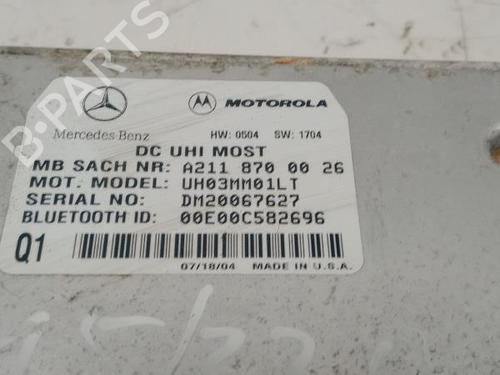 MOTOROLA
Mercedes-Benz HW: 0504 SW: 1704
DC UHI MOST
MB SACH NR: A211 870 00 26
MOT. MODEL: UH03MM01LT
SERIAL NO: DM20067627
BLUETOOTH ID: 00E00C582696
Q1
07/18/04 MADE IN U.S.A.
B-PARTS